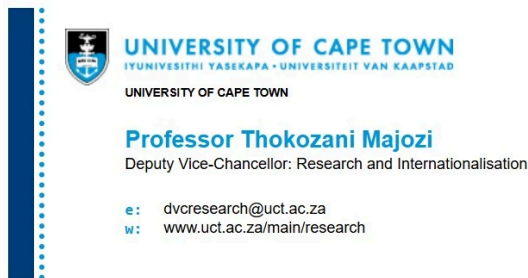 UNIVERSITY OF CAPE TOWN
IYUNIVESITHI YASEKAPA • UNIVERSITEIT VAN KAAPSTAD
UNIVERSITY OF CAPE TOWN
Professor Thokozani Majozi
Deputy Vice-Chancellor: Research and Internationalisation
e: dvcresearch@uct.ac.za
w: www.uct.ac.za/main/research